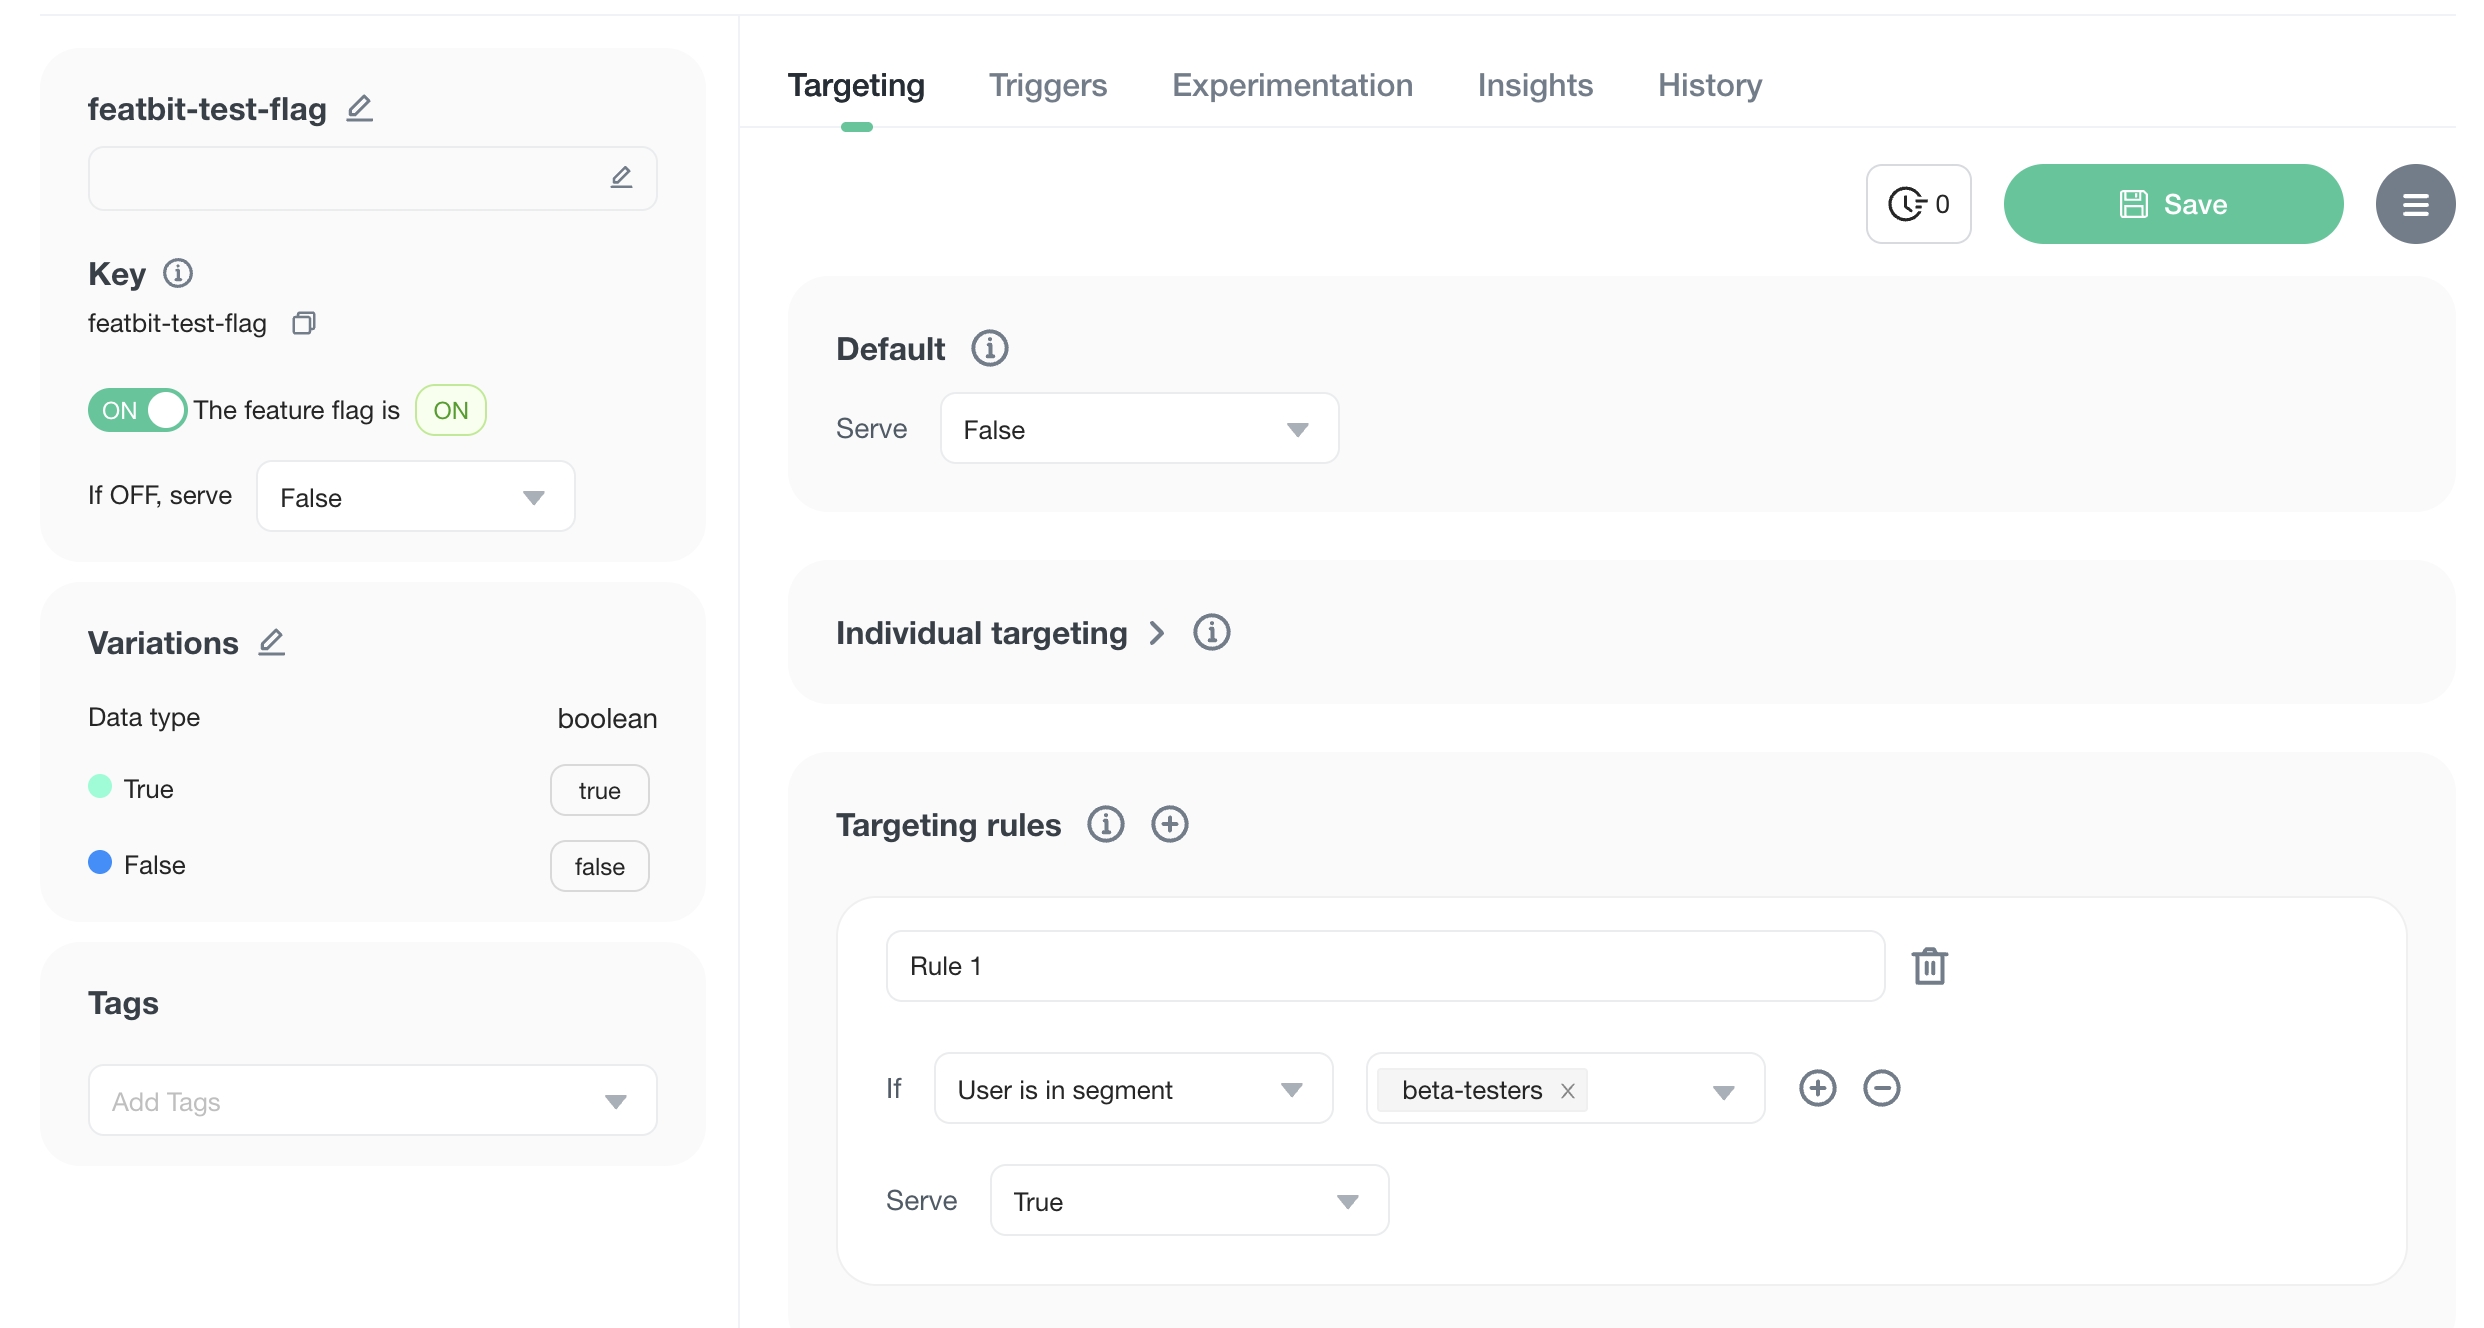 featbit-test-flag
Key
featbit-test-flag
ON The feature flag is ON
If OFF, serve False
Variations
Data type boolean
True true
False false
Tags
Add Tags
Targeting Triggers Experimentation Insights History
0 Save
Default
Serve False
Individual targeting
Targeting rules
Rule 1
If User is in segment beta-testers
Serve True